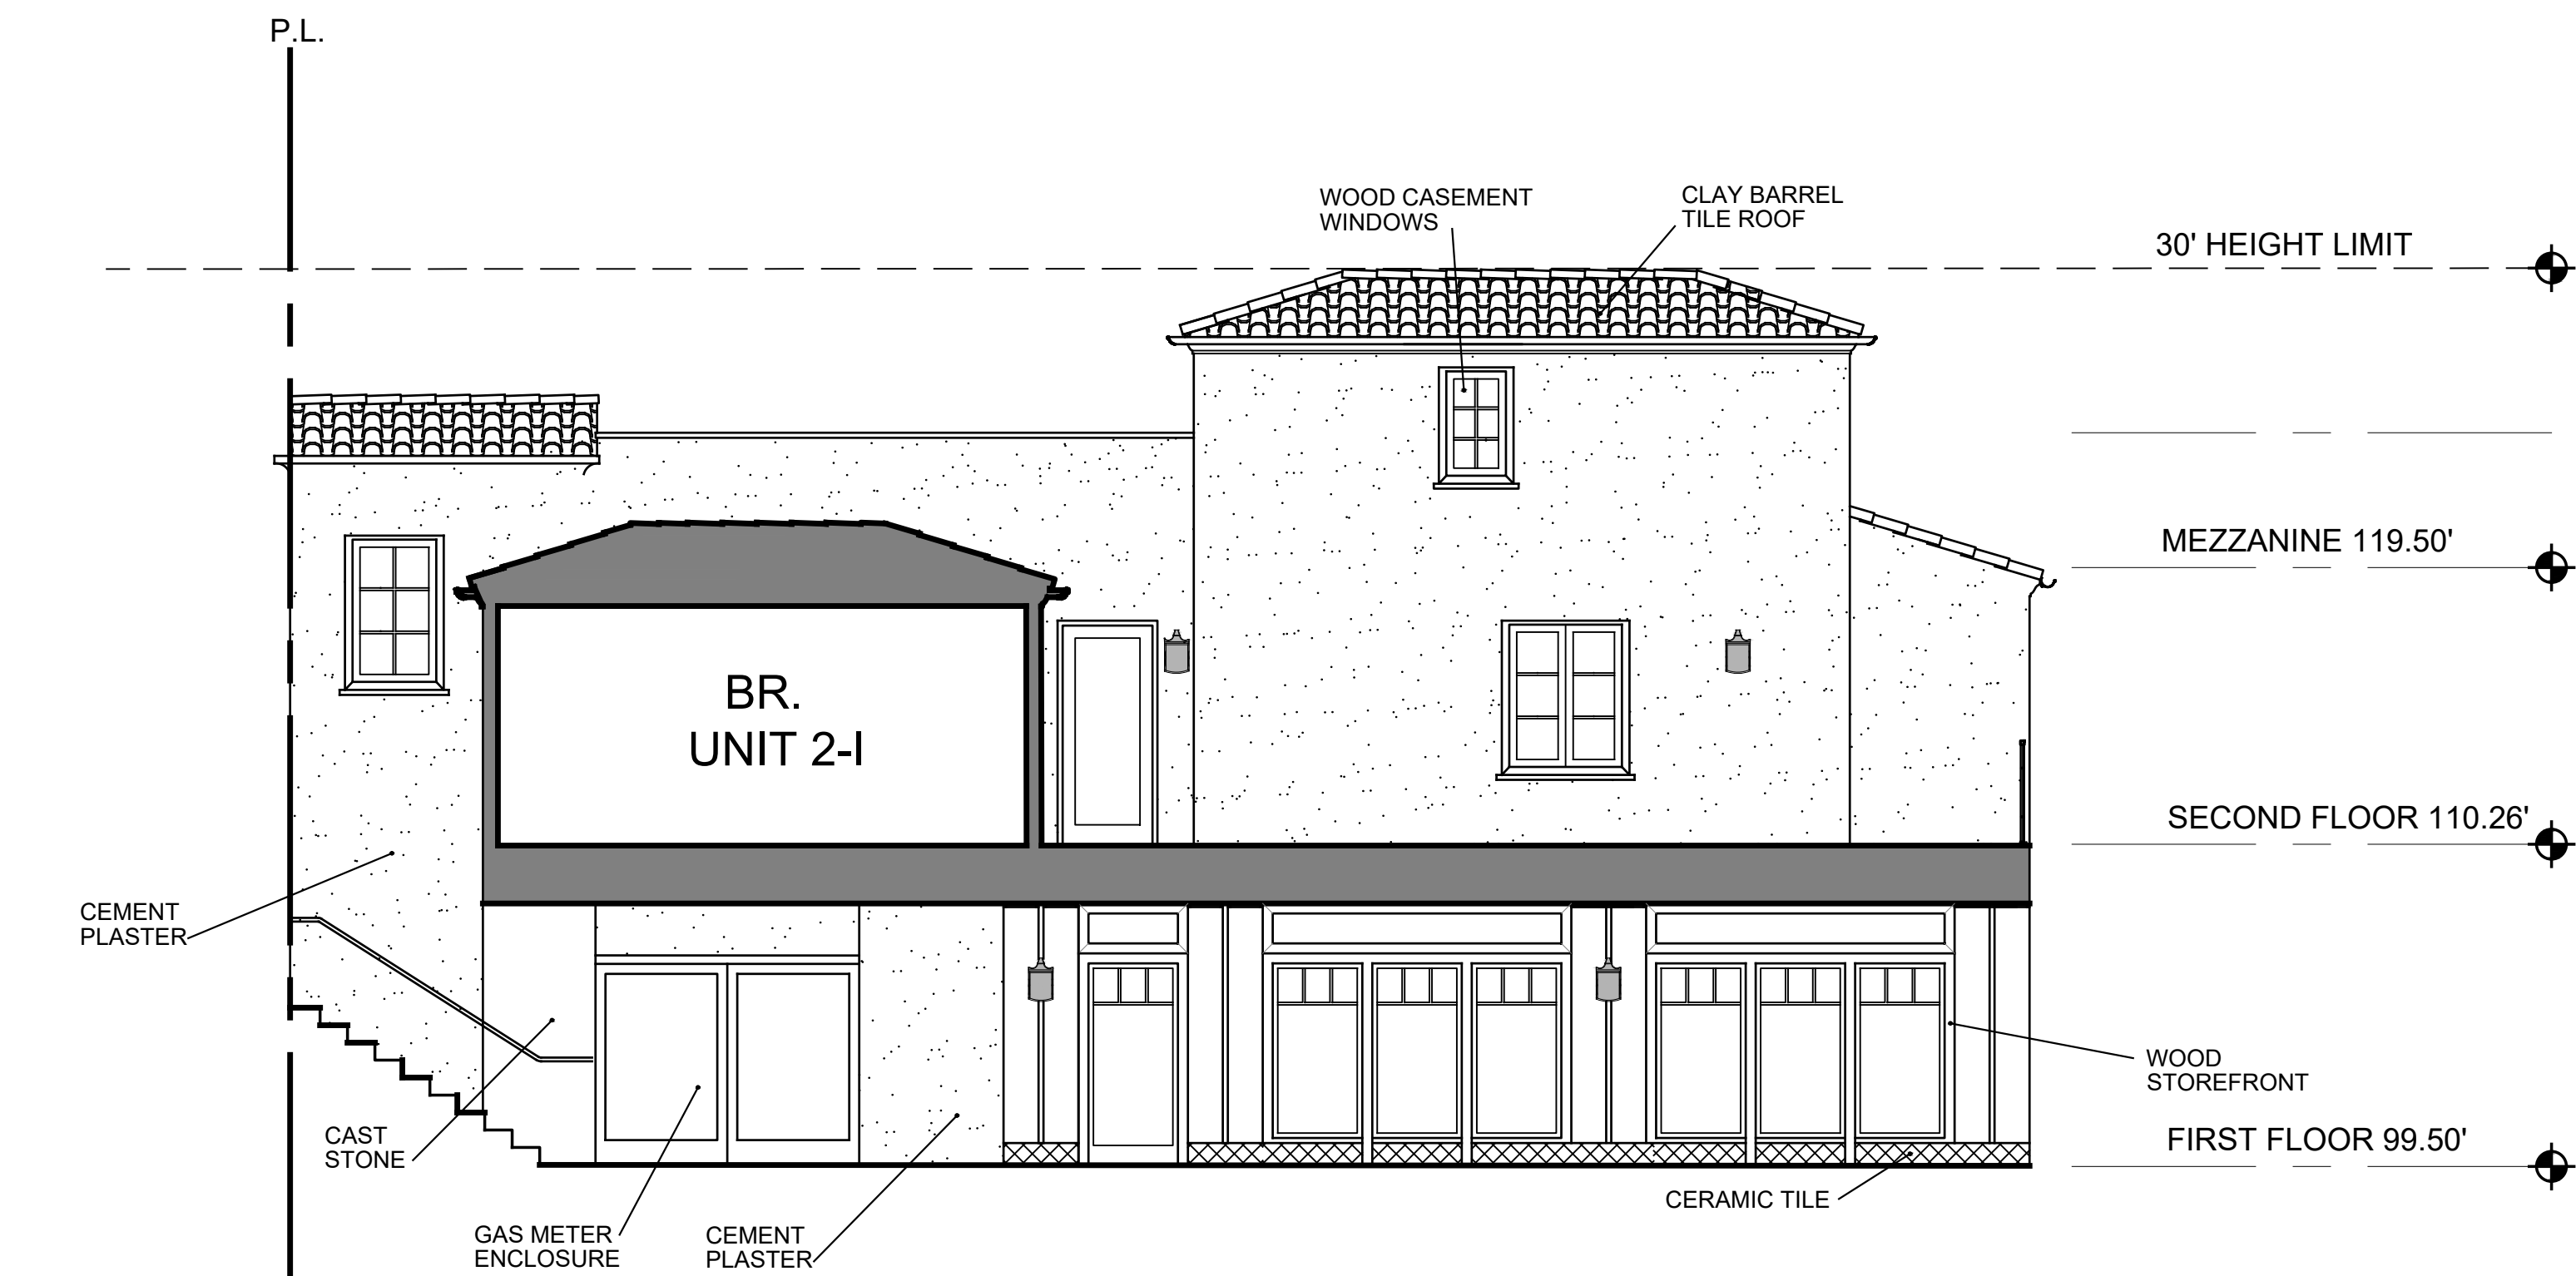 P.L.
WOOD CASEMENT
WINDOWS
CLAY BARREL
TILE ROOF
30' HEIGHT LIMIT
MEZZANINE 119.50'
BR.
UNIT 2-I
SECOND FLOOR 110.26'
CEMENT
PLASTER
WOOD
STOREFRONT
CAST
STONE
FIRST FLOOR 99.50'
CERAMIC TILE
GAS METER
ENCLOSURE
CEMENT
PLASTER